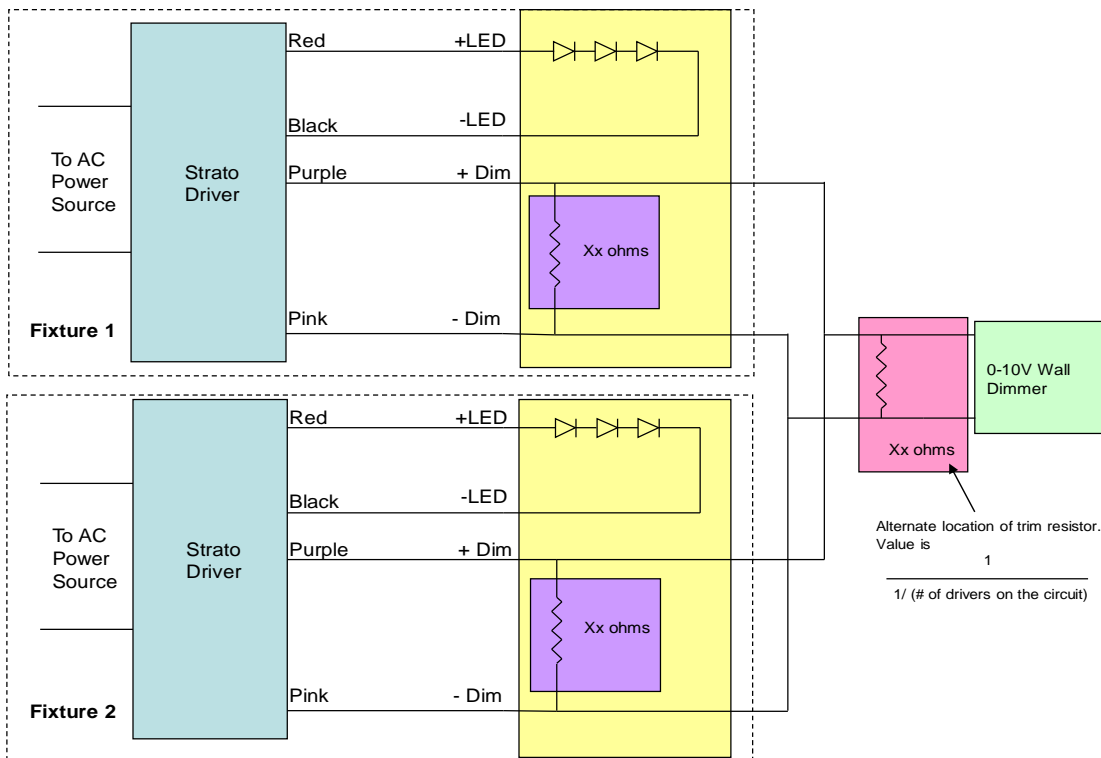 Red
+LED
Black
-LED
To AC
Power
Source
Strato
Driver
Purple
+ Dim
Xx ohms
Pink
- Dim
Fixture 1
Red
+LED
Black
-LED
To AC
Power
Source
Strato
Driver
Purple
+ Dim
Xx ohms
Pink
- Dim
Fixture 2
0-10V Wall
Dimmer
Xx ohms
Alternate location of trim resistor.
Value is
1
1/ (# of drivers on the circuit)